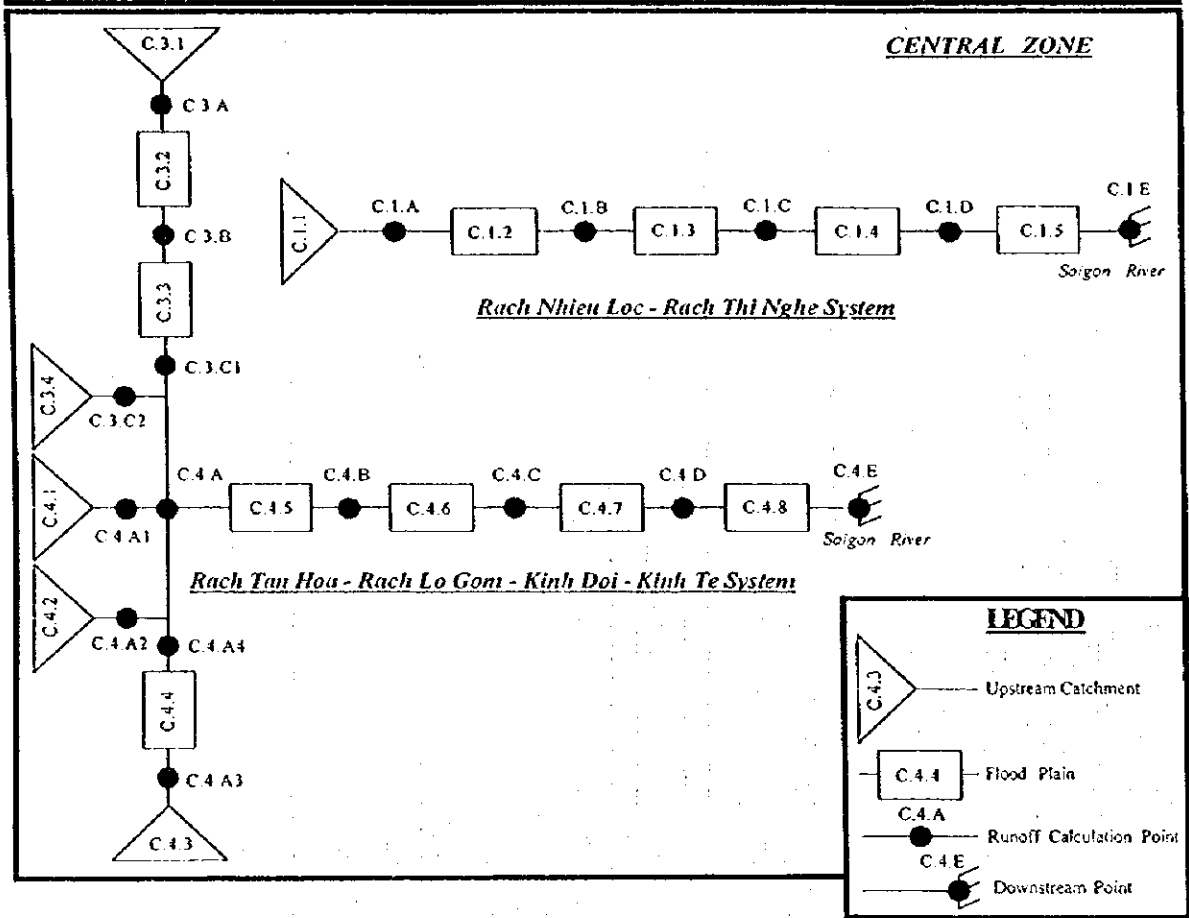 CENTRAL ZONE
C.3.1
C 3 A
C.3.2
C.3.B
C.3.3
C.3.C1
C.3.4
C.3.C2
C.1.1
C.1.A
C.1.2
C.1.B
C.1.3
C.1.C
C.1.4
C.1.D
C.1.5
C.1 E
Saigon River
Rach Nhieu Loc - Rach Thi Nghe System
C.4.1
C.4 A1
C.4 A
C.4.5
C.4.B
C.4.6
C.4.C
C.4.7
C.4 D
C.4.8
C.4.E
Saigon River
Rach Tan Hoa - Rach Lo Gom - Kinh Doi - Kinh Te System
C.4.2
C.4.A2
C.4.A4
C.4.4
C.4 A3
C.4.3
LEGEND
C.4.3
Upstream Catchment
C.4.4
Flood Plain
C.4.A
Runoff Calculation Point
C.4.E
Downstream Point